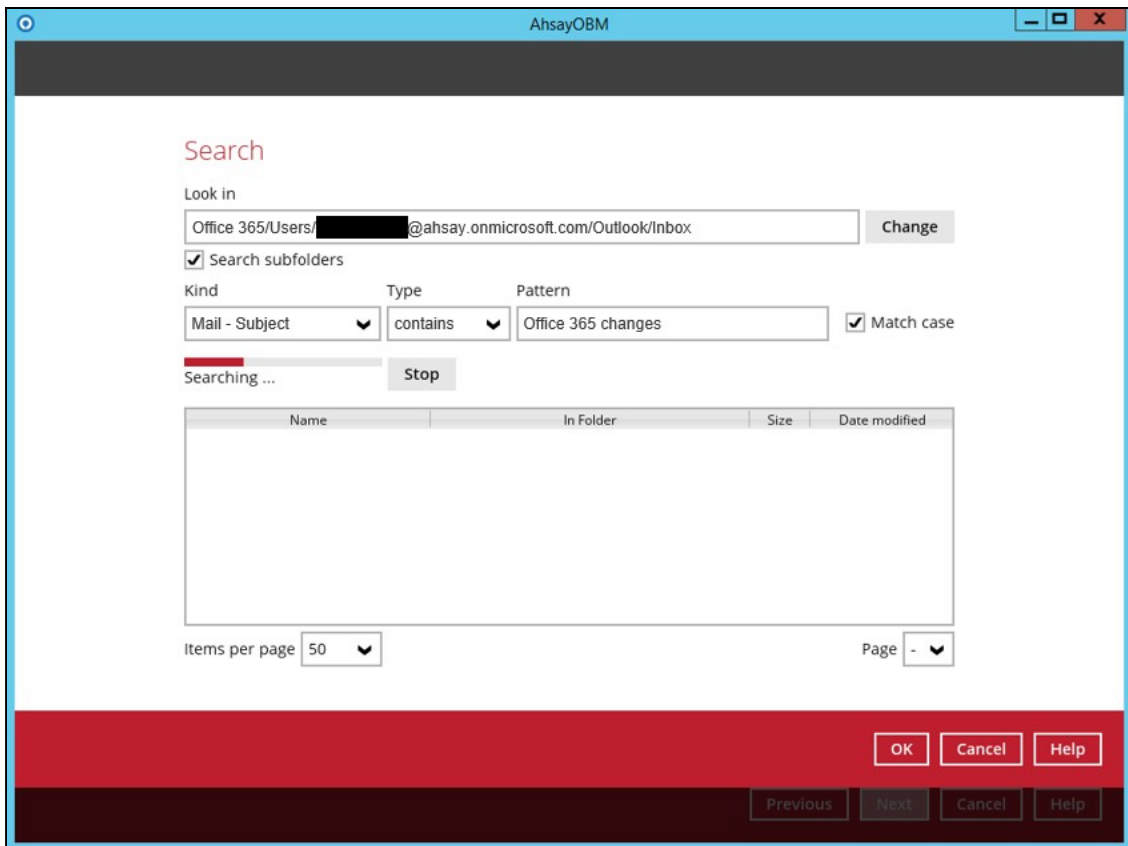 AhsayOBM
Search
Look in
Office 365/Users/ @ahsay.onmicrosoft.com/Outlook/Inbox Change
Search subfolders
Kind Type Pattern
Mail - Subject contains Office 365 changes Match case
Searching ... Stop
Name In Folder Size Date modified
Items per page 50 Page -
OK Cancel Help
Previous Next Cancel Help